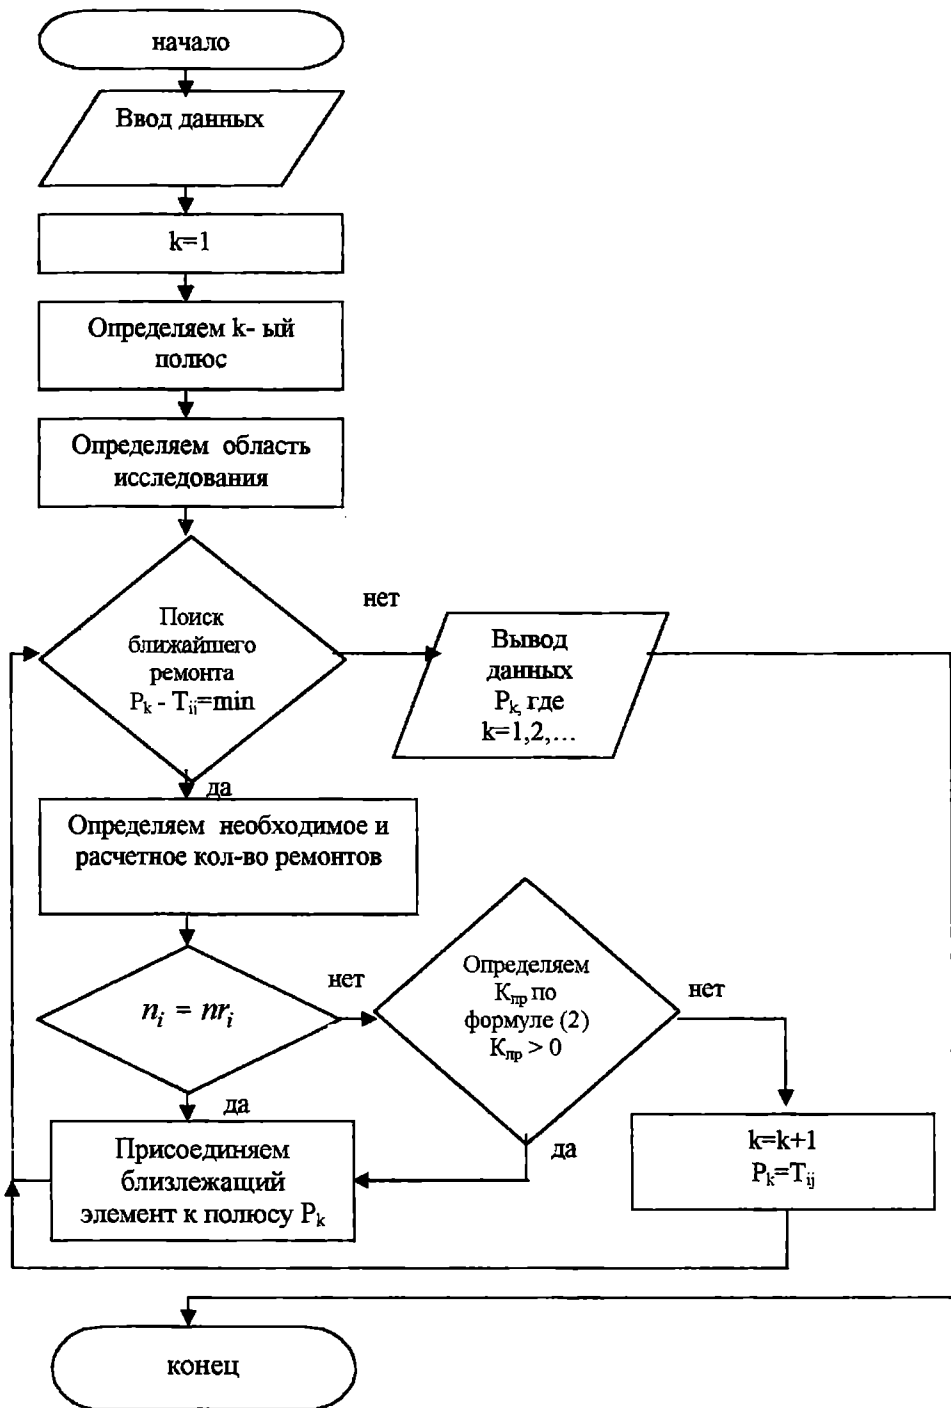 начало
Ввод данных
k=1
Определяем k- ый
полюс
Определяем область
исследования
Поиск
ближайшего
ремонта
P_k - T_ij=min
нет
Вывод
данных
P_k, где
k=1,2,...
да
Определяем необходимое и
расчетное кол-во ремонтов
n_i = nr_i
нет
Определяем
K_пр по
формуле (2)
K_пр > 0
нет
да
да
Присоединяем
близлежащий
элемент к полюсу P_k
k=k+1
P_k=T_ij
конец